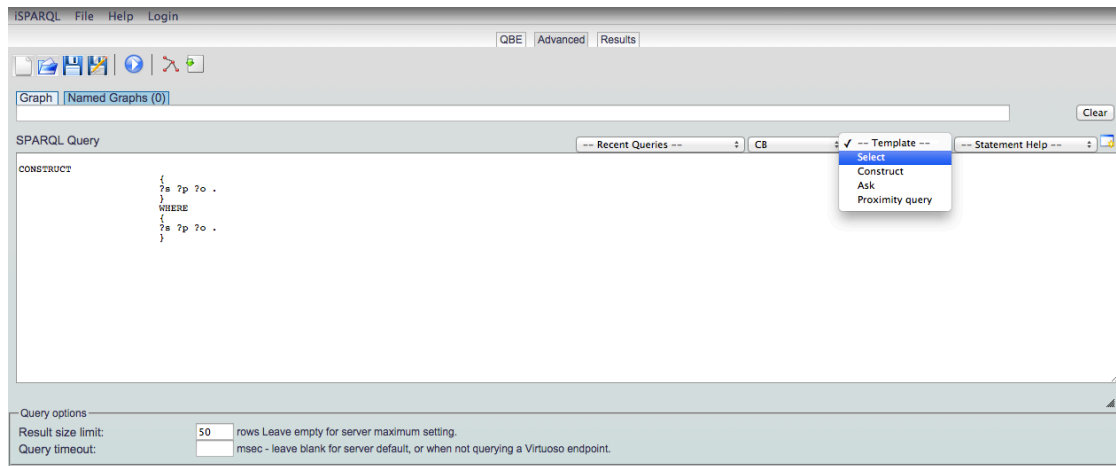 iSPARQL File Help Login
QBE Advanced Results
Graph Named Graphs (0)
Clear
SPARQL Query
-- Recent Queries --
CB
✓ -- Template --
Select
Construct
Ask
Proximity query
-- Statement Help --
CONSTRUCT
{
?s ?p ?o .
}
WHERE
{
?s ?p ?o .
}
Query options
Result size limit: 50 rows Leave empty for server maximum setting.
Query timeout: msec - leave blank for server default, or when not querying a Virtuoso endpoint.